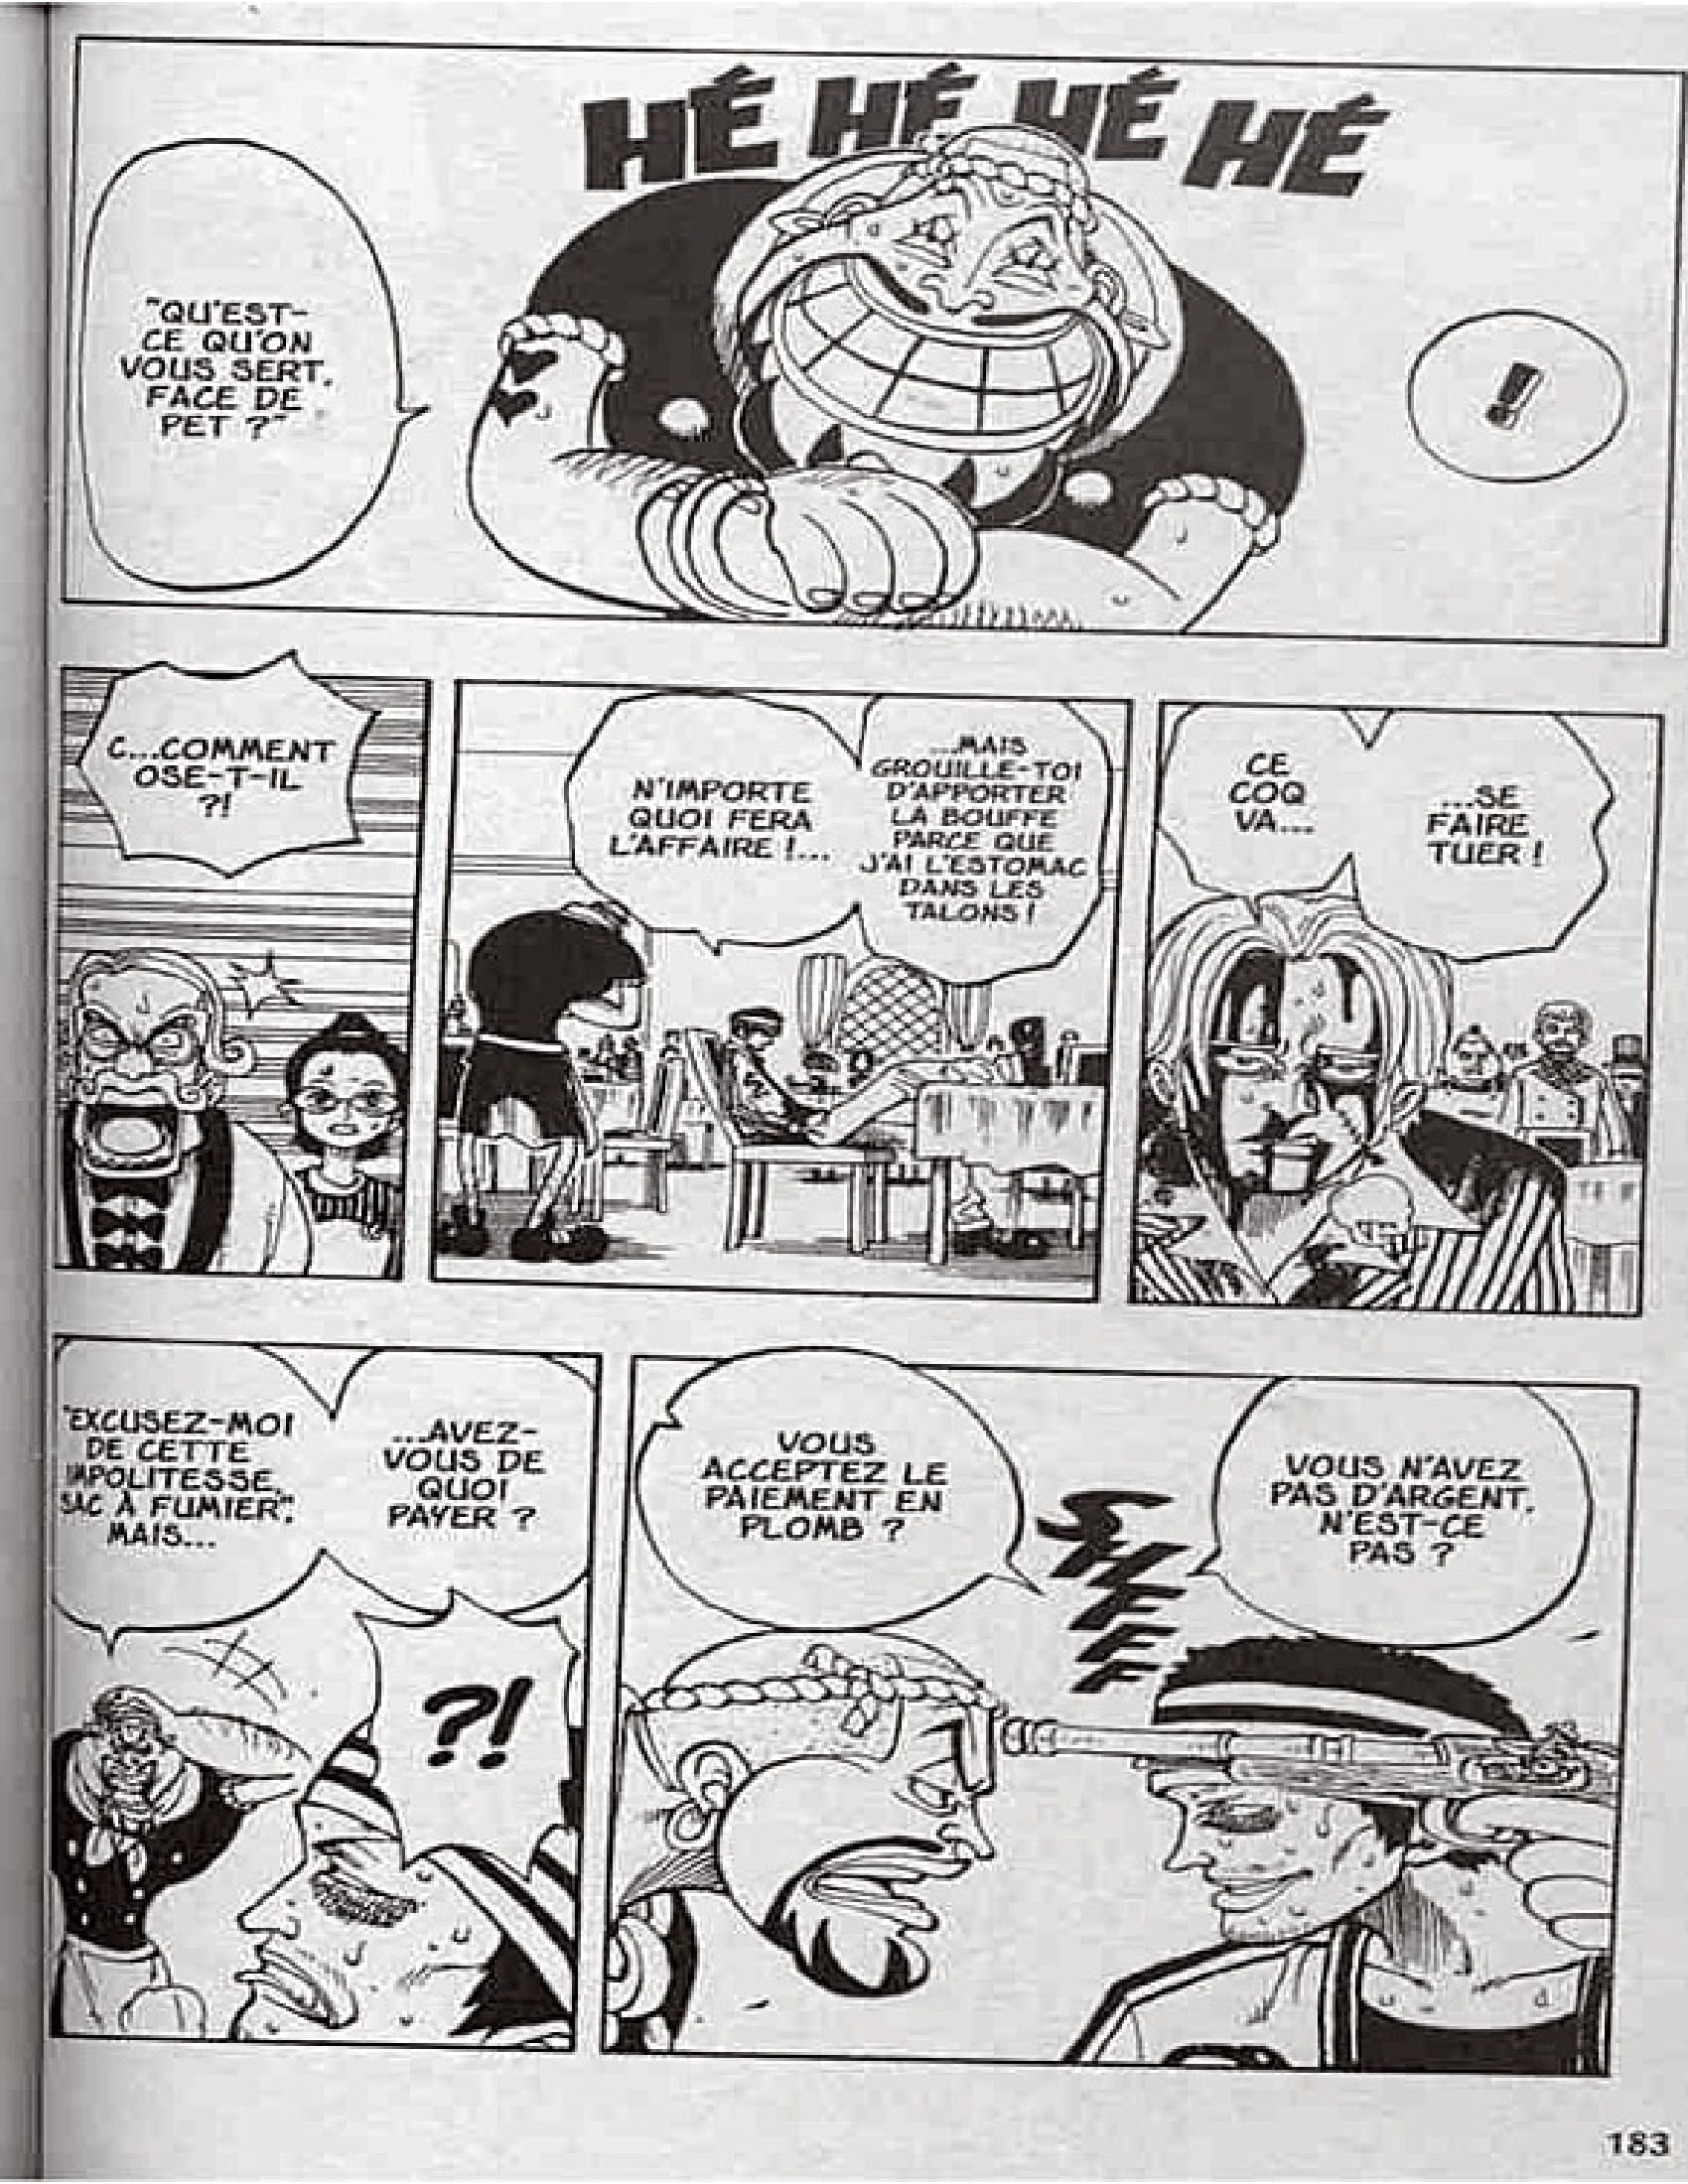 HÉ HÉ HÉ HÉ
"QU'EST-
CE QU'ON
VOUS SERT,
FACE DE
PET ?"
!
C...COMMENT
OSE-T-IL
?!
N'IMPORTE
QUOI FERA
L'AFFAIRE !...
...MAIS
GROUILLE-TOI
D'APPORTER
LA BOUFFE
PARCE QUE
J'AI L'ESTOMAC
DANS LES
TALONS !
CE
COQ
VA...
...SE
FAIRE
TUER !
"EXCUSEZ-MOI
DE CETTE
IMPOLITESSE,
SAC À FUMIER",
MAIS...
...AVEZ-
VOUS DE
QUOI
PAYER ?
?!
VOUS
ACCEPTEZ LE
PAIEMENT EN
PLOMB ?
SHFFF
VOUS N'AVEZ
PAS D'ARGENT,
N'EST-CE
PAS ?
183